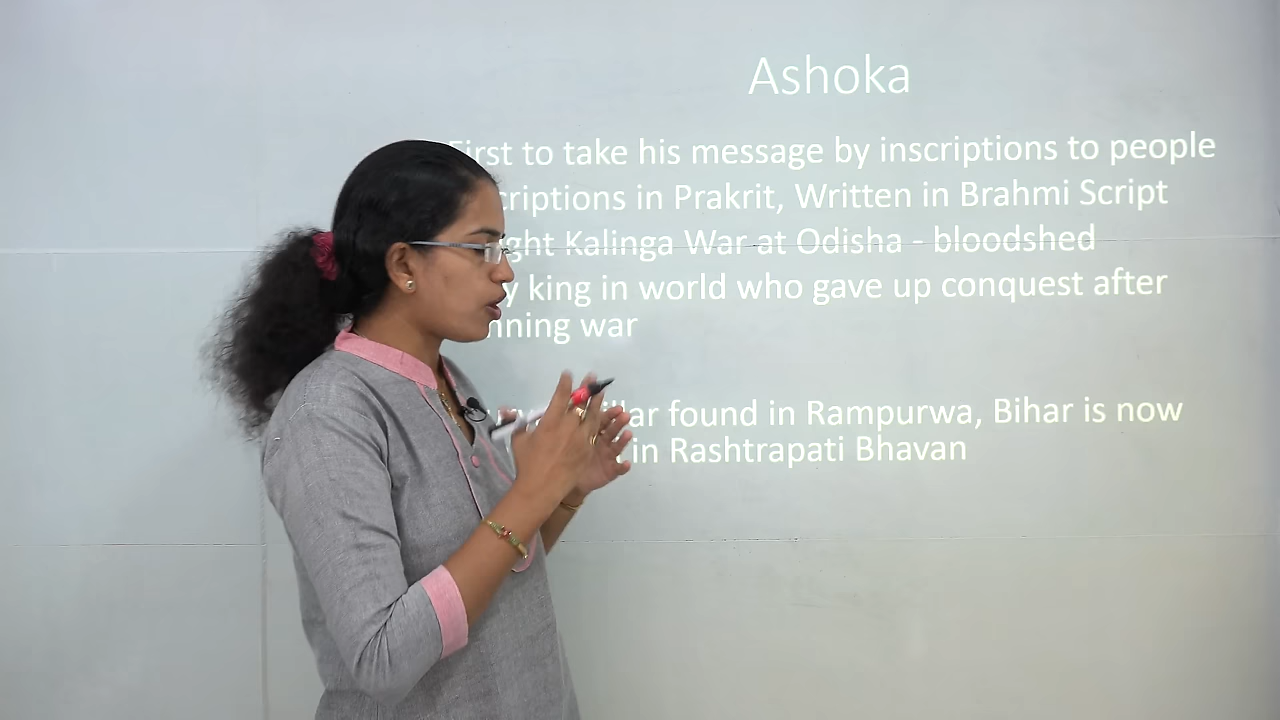 Ashoka
First to take his message by inscriptions to people
criptions in Prakrit, Written in Brahmi Script
ght Kalinga War at Odisha - bloodshed
y king in world who gave up conquest after
nning war
llar found in Rampurwa, Bihar is now
in Rashtrapati Bhavan